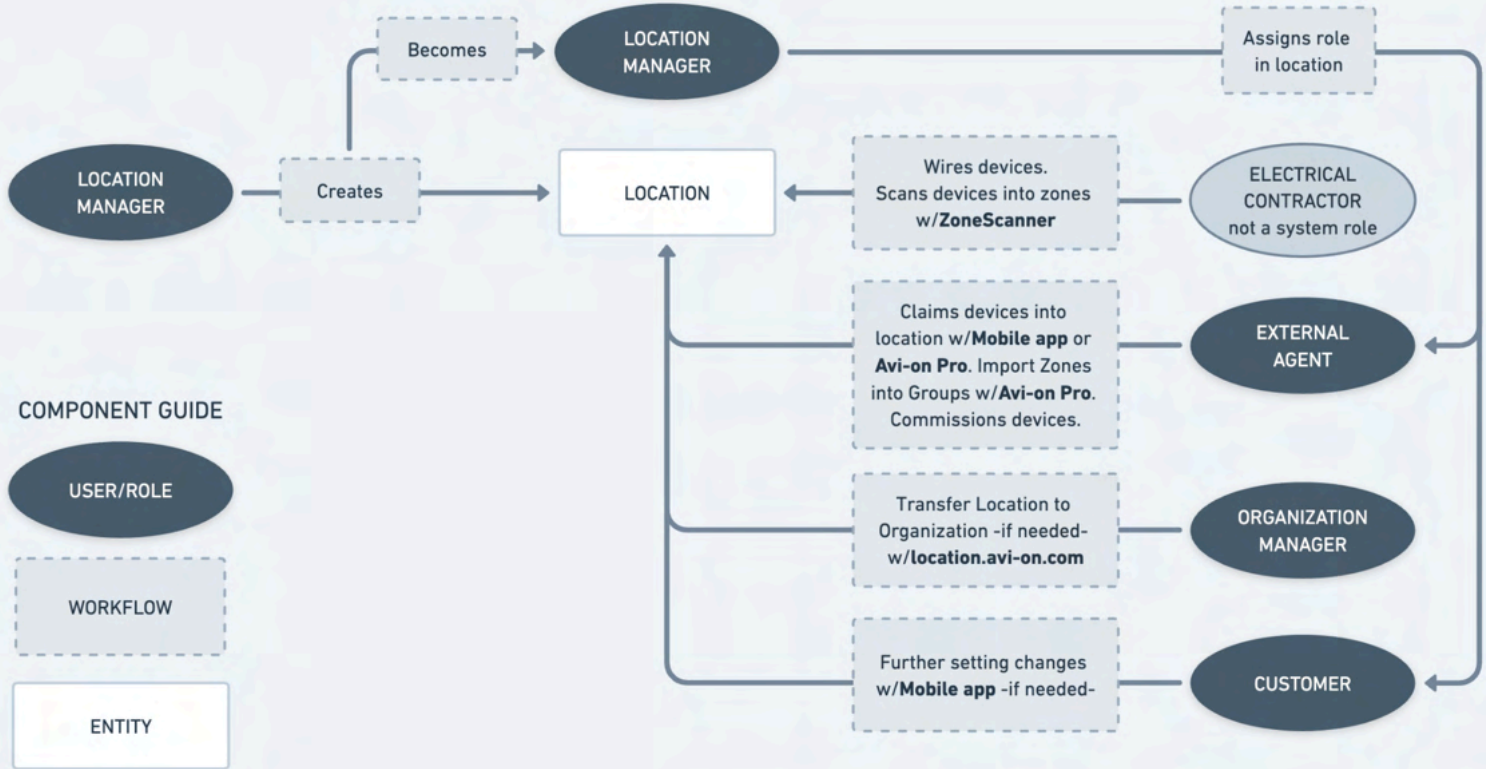 Becomes
LOCATION
MANAGER
Assigns role
in location
LOCATION
MANAGER
Creates
LOCATION
Wires devices.
Scans devices into zones
w/ZoneScanner
ELECTRICAL
CONTRACTOR
not a system role
Claims devices into
location w/Mobile app or
Avi-on Pro. Import Zones
into Groups w/Avi-on Pro.
Commissions devices.
EXTERNAL
AGENT
COMPONENT GUIDE
USER/ROLE
Transfer Location to
Organization -if needed-
w/location.avi-on.com
ORGANIZATION
MANAGER
WORKFLOW
Further setting changes
w/Mobile app -if needed-
CUSTOMER
ENTITY